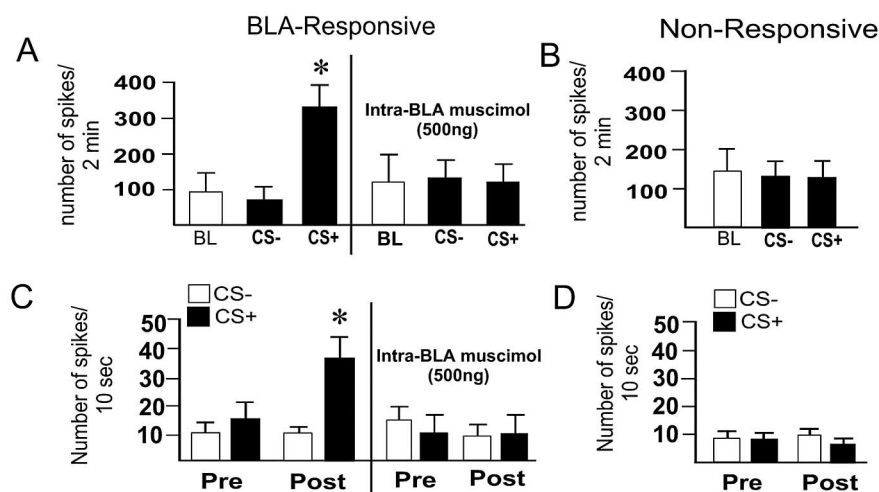 BLA-Responsive
Non-Responsive
A
number of spikes/
2 min
400
300
200
100
*
BL
CS-
CS+
Intra-BLA muscimol
(500ng)
BL
CS-
CS+
B
number of spikes/
2 min
400
300
200
100
BL
CS-
CS+
C
CS-
CS+
Number of spikes/
10 sec
50
40
30
20
10
*
Pre
Post
Intra-BLA muscimol
(500ng)
Pre
Post
D
CS-
CS+
Number of spikes/
10 sec
50
40
30
20
10
Pre
Post